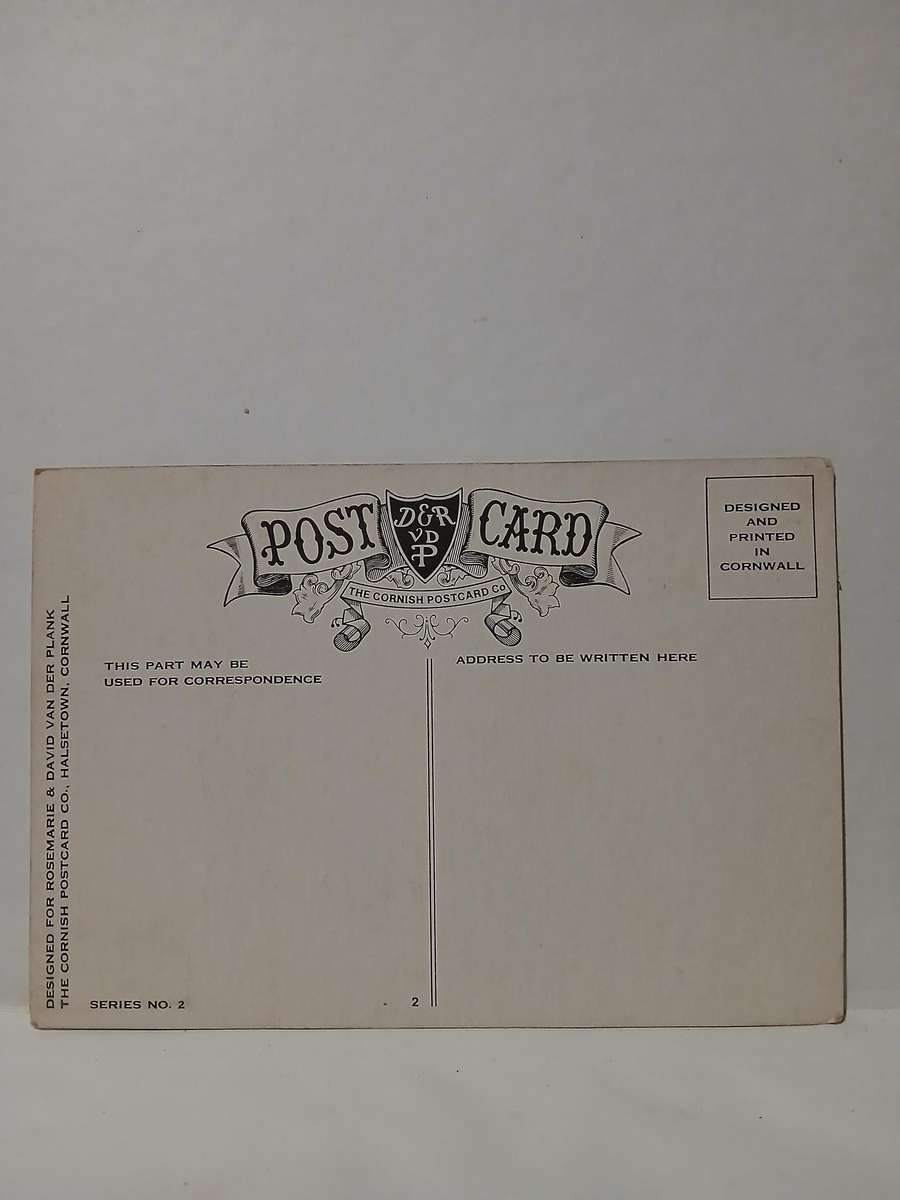 POST CARD
D&R
VD
P
THE CORNISH POSTCARD CO
DESIGNED
AND
PRINTED
IN
CORNWALL
THIS PART MAY BE
USED FOR CORRESPONDENCE
ADDRESS TO BE WRITTEN HERE
DESIGNED FOR ROSEMARIE & DAVID VAN DER PLANK
THE CORNISH POSTCARD CO., HALSETOWN, CORNWALL
SERIES NO. 2
2